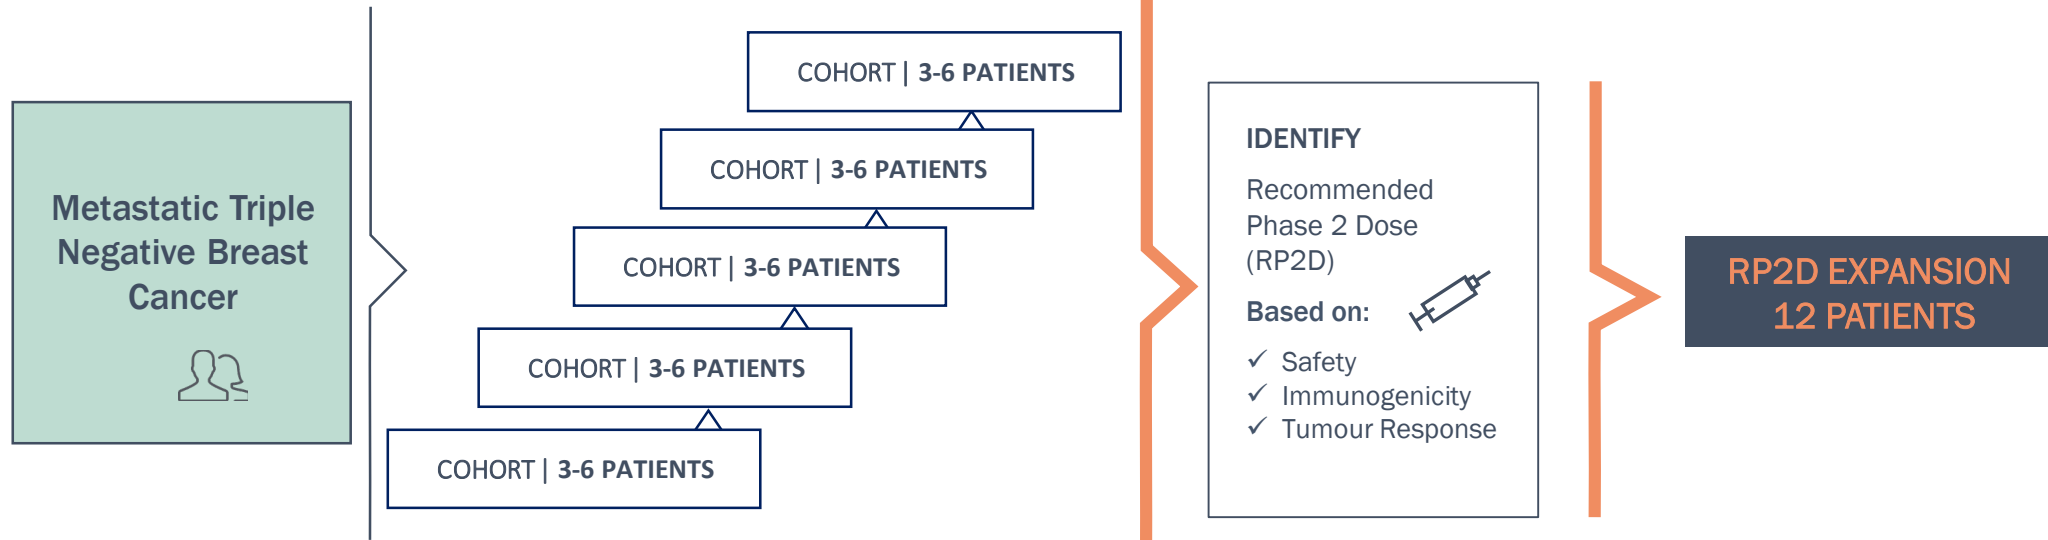 Metastatic Triple
Negative Breast
Cancer
COHORT | 3-6 PATIENTS
COHORT | 3-6 PATIENTS
COHORT | 3-6 PATIENTS
COHORT | 3-6 PATIENTS
COHORT | 3-6 PATIENTS
IDENTIFY
Recommended
Phase 2 Dose
(RP2D)
Based on:
✓ Safety
✓ Immunogenicity
✓ Tumour Response
RP2D EXPANSION
12 PATIENTS